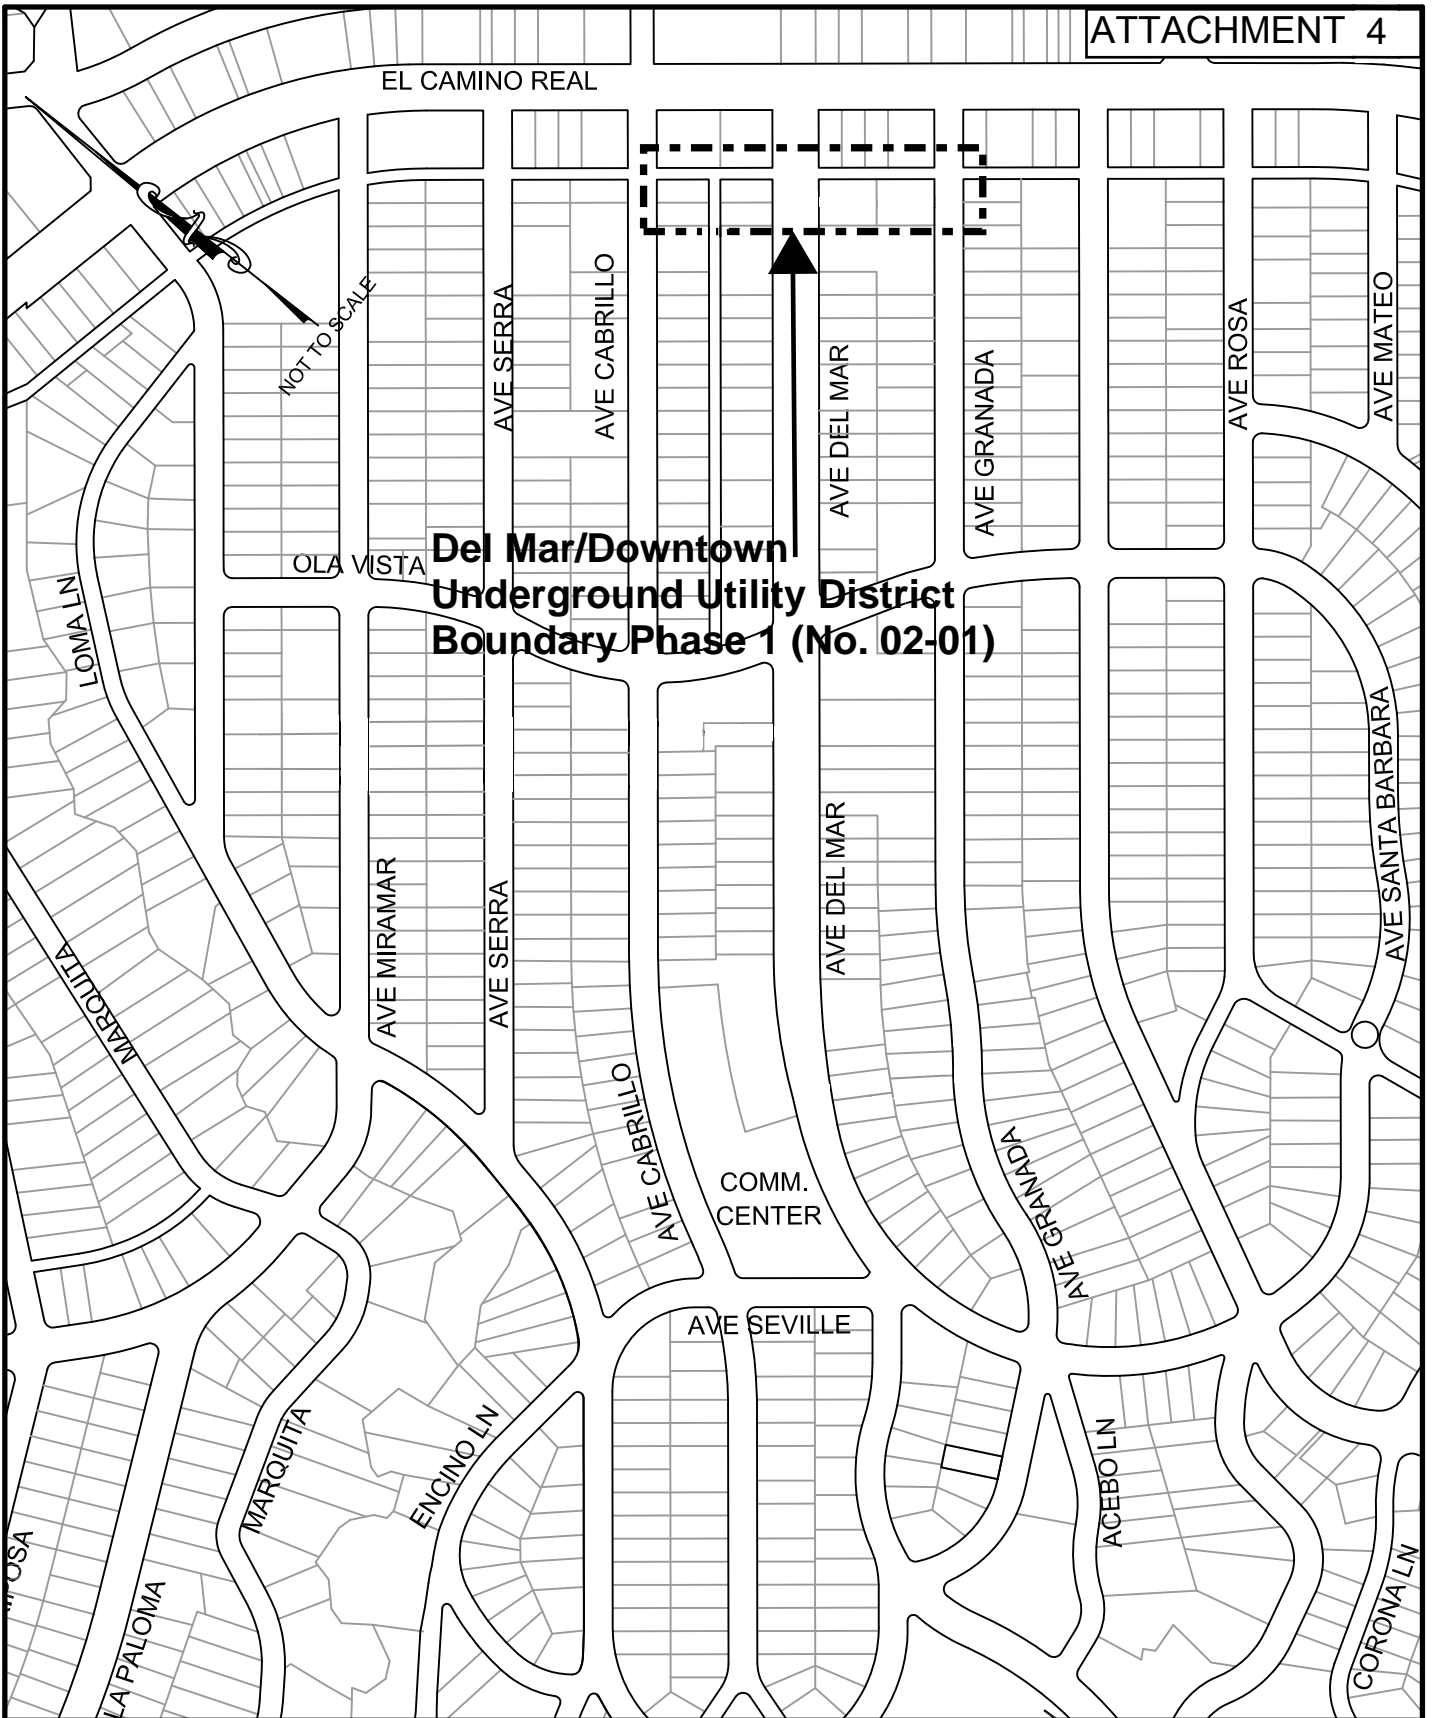 ATTACHMENT 4
EL CAMINO REAL
NOT TO SCALE
AVE SERRA
AVE CABRILLO
AVE DEL MAR
AVE GRANADA
AVE ROSA
AVE MATEO
OLA VISTA
Del Mar/Downtown
Underground Utility District
Boundary Phase 1 (No. 02-01)
LOMA LN
AVE SANTA BARBARA
AVE MIRAMAR
AVE SERRA
AVE DEL MAR
MARQUITA
AVE CABRILLO
AVE GRANADA
COMM.
CENTER
AVE SEVILLE
MARQUITA
ENCINO LN
ACEBO LN
CORONA LN
LA PALOMA